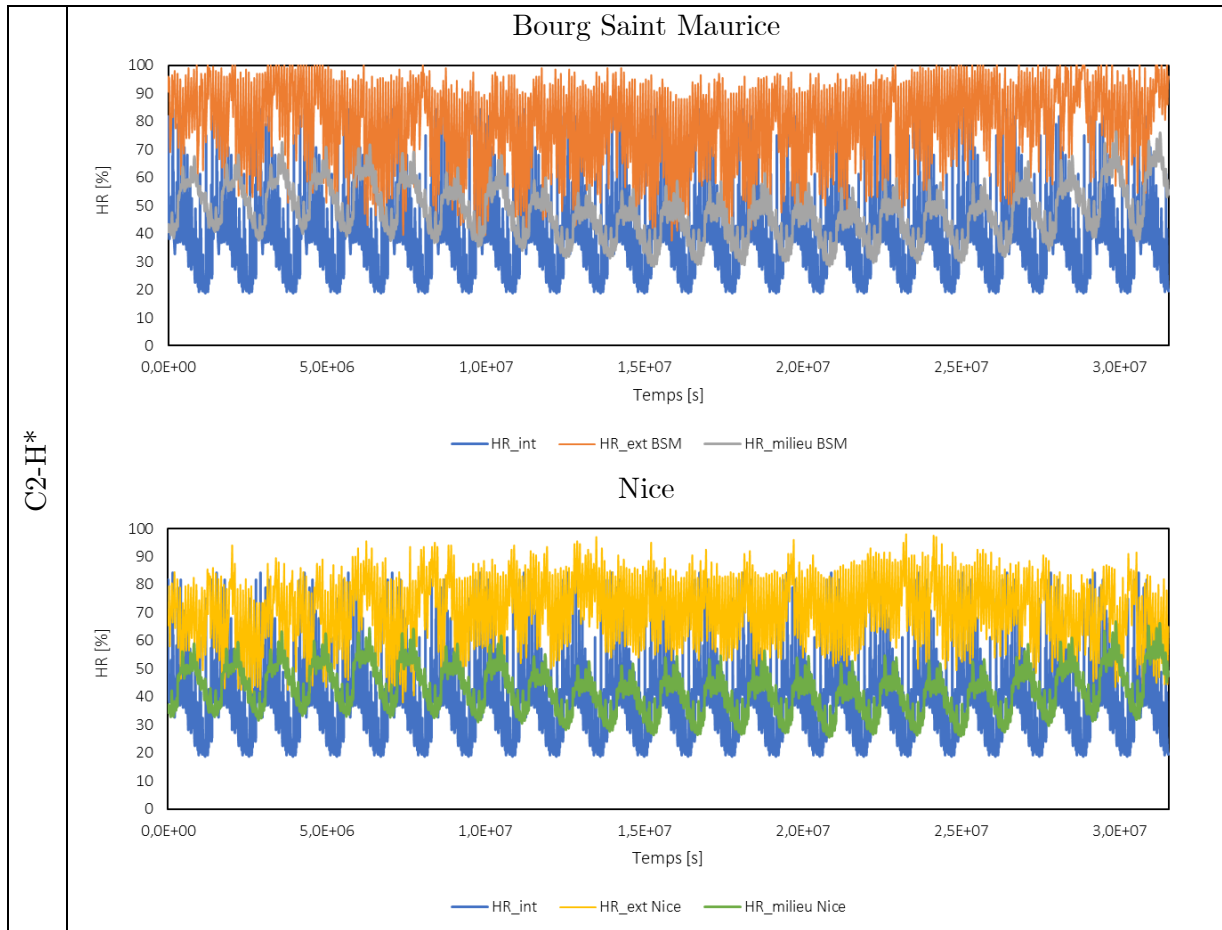 C2-H*
Bourg Saint Maurice
HR [%]
100
90
80
70
60
50
40
30
20
10
0
0,0E+00 5,0E+06 1,0E+07 1,5E+07 2,0E+07 2,5E+07 3,0E+07
Temps [s]
HR_int HR_ext BSM HR_milieu BSM
Nice
HR [%]
100
90
80
70
60
50
40
30
20
10
0
0,0E+00 5,0E+06 1,0E+07 1,5E+07 2,0E+07 2,5E+07 3,0E+07
Temps [s]
HR_int HR_ext Nice HR_milieu Nice